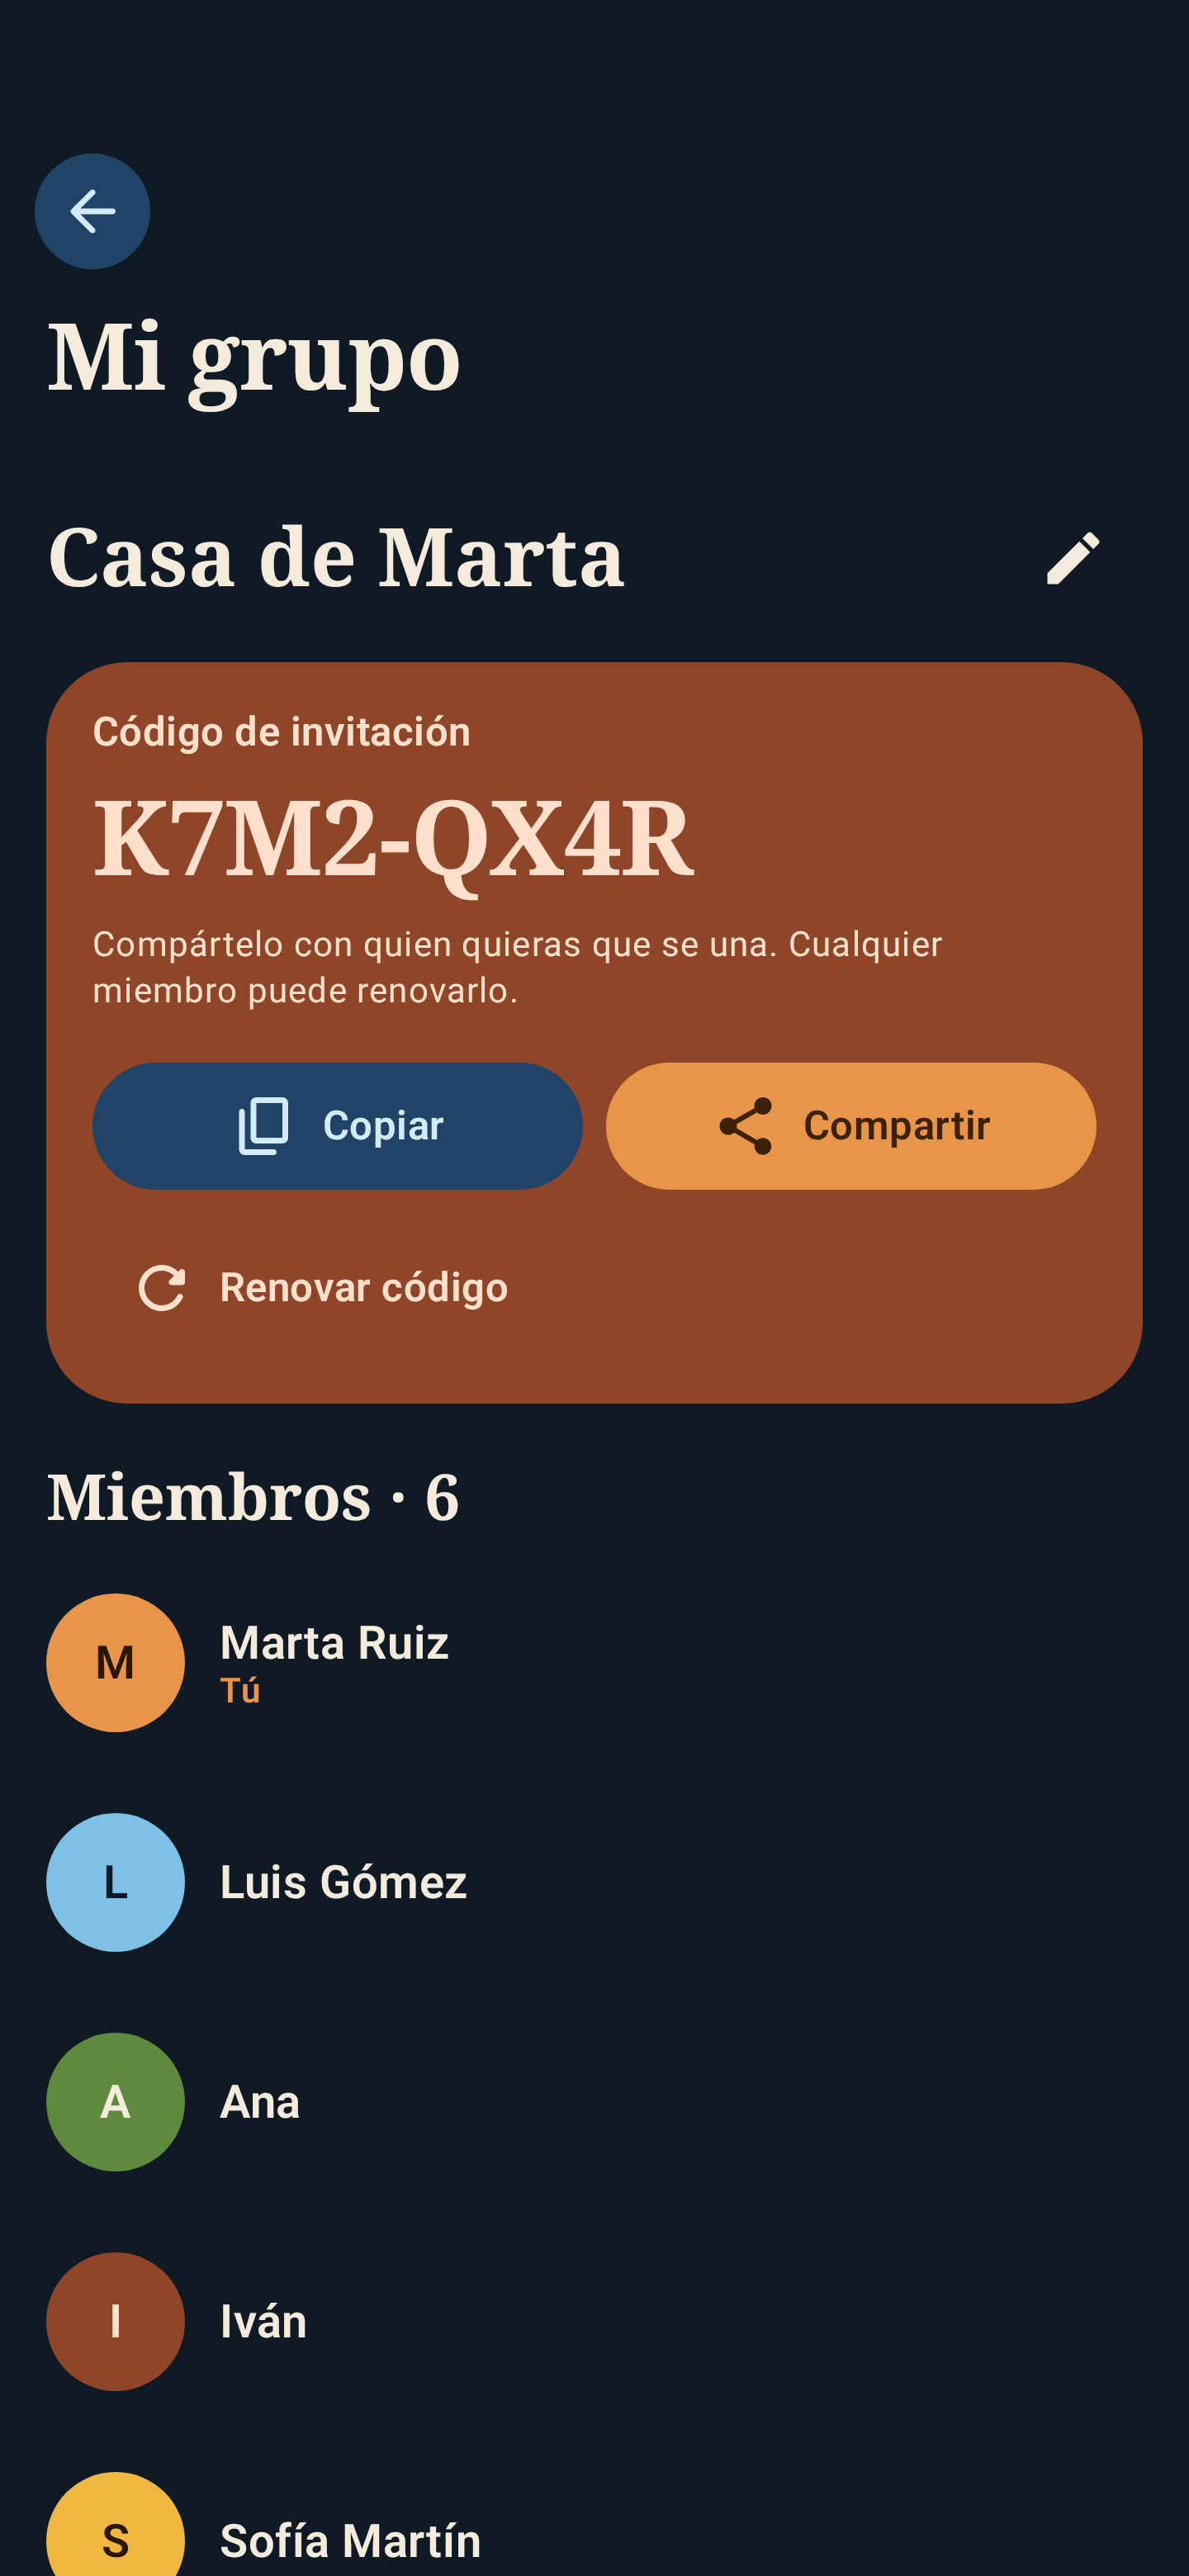 Mi grupo
Casa de Marta
Código de invitación
K7M2-QX4R
Compártelo con quien quieras que se una. Cualquier
miembro puede renovarlo.
Copiar
Compartir
Renovar código
Miembros · 6
M
Marta Ruiz
Tú
L
Luis Gómez
A
Ana
I
Iván
S
Sofía Martín